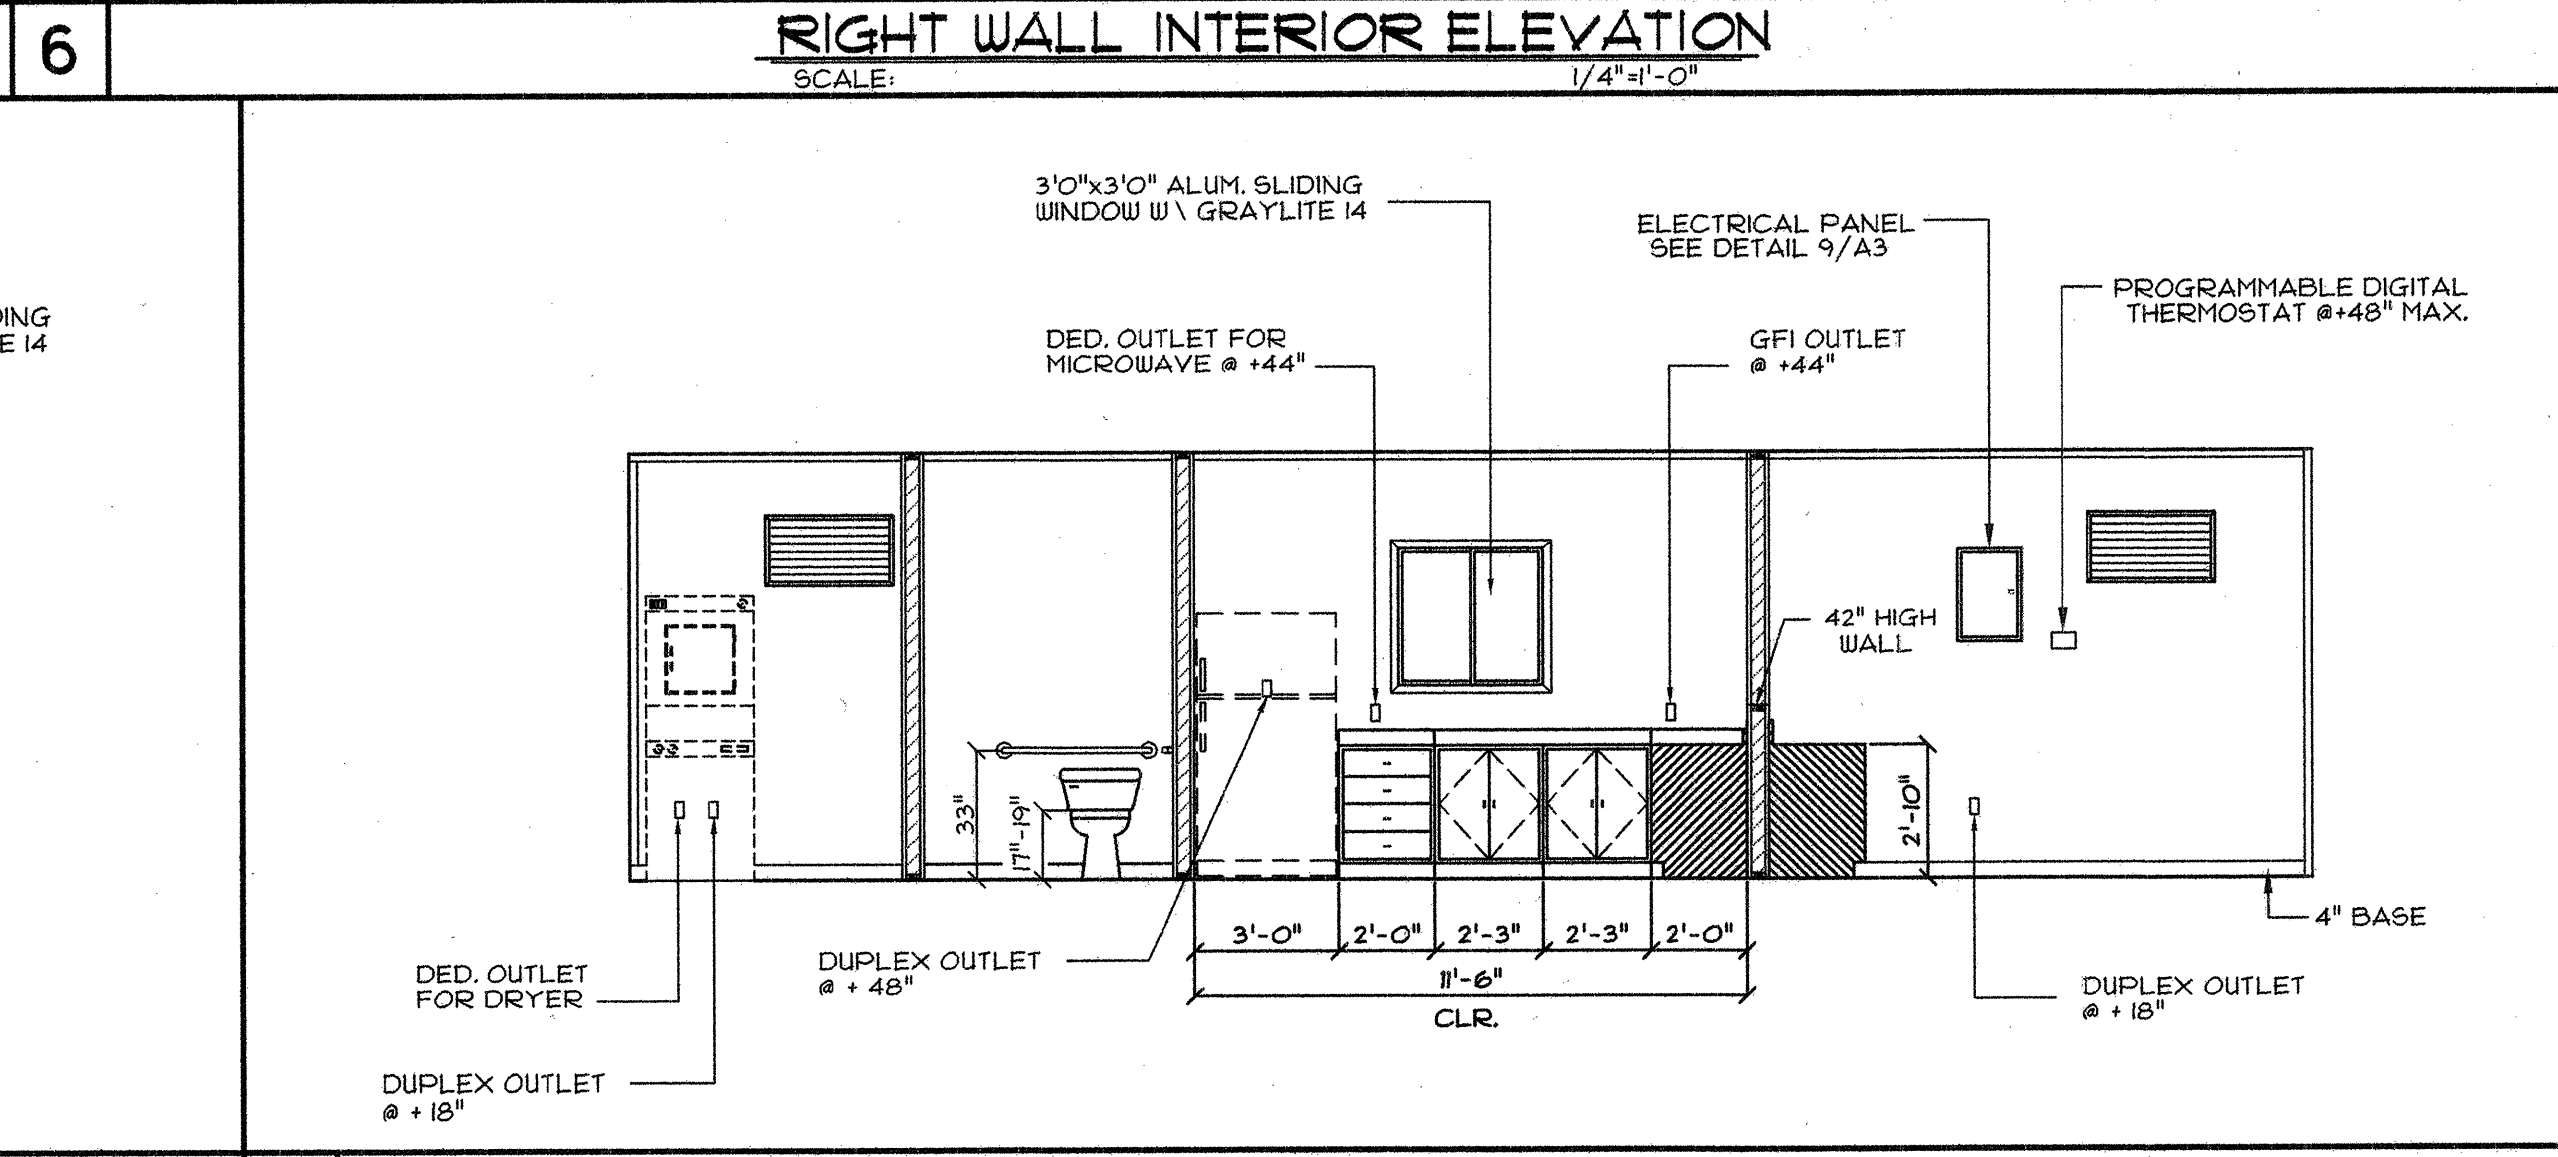 6
RIGHT WALL INTERIOR ELEVATION
SCALE: 1/4"=1'-0"
ING
E 14
3'0"x3'0" ALUM. SLIDING
WINDOW W\ GRAYLITE 14
ELECTRICAL PANEL
SEE DETAIL 9/A3
PROGRAMMABLE DIGITAL
THERMOSTAT @+48" MAX.
DED. OUTLET FOR
MICROWAVE @ +44"
GFI OUTLET
@ +44"
42" HIGH
WALL
33"
17"-19"
2'-10"
3'-0" 2'-0" 2'-3" 2'-3" 2'-0"
11'-6"
CLR.
4" BASE
DUPLEX OUTLET
@ + 48"
DED. OUTLET
FOR DRYER
DUPLEX OUTLET
@ + 18"
DUPLEX OUTLET
@ + 18"